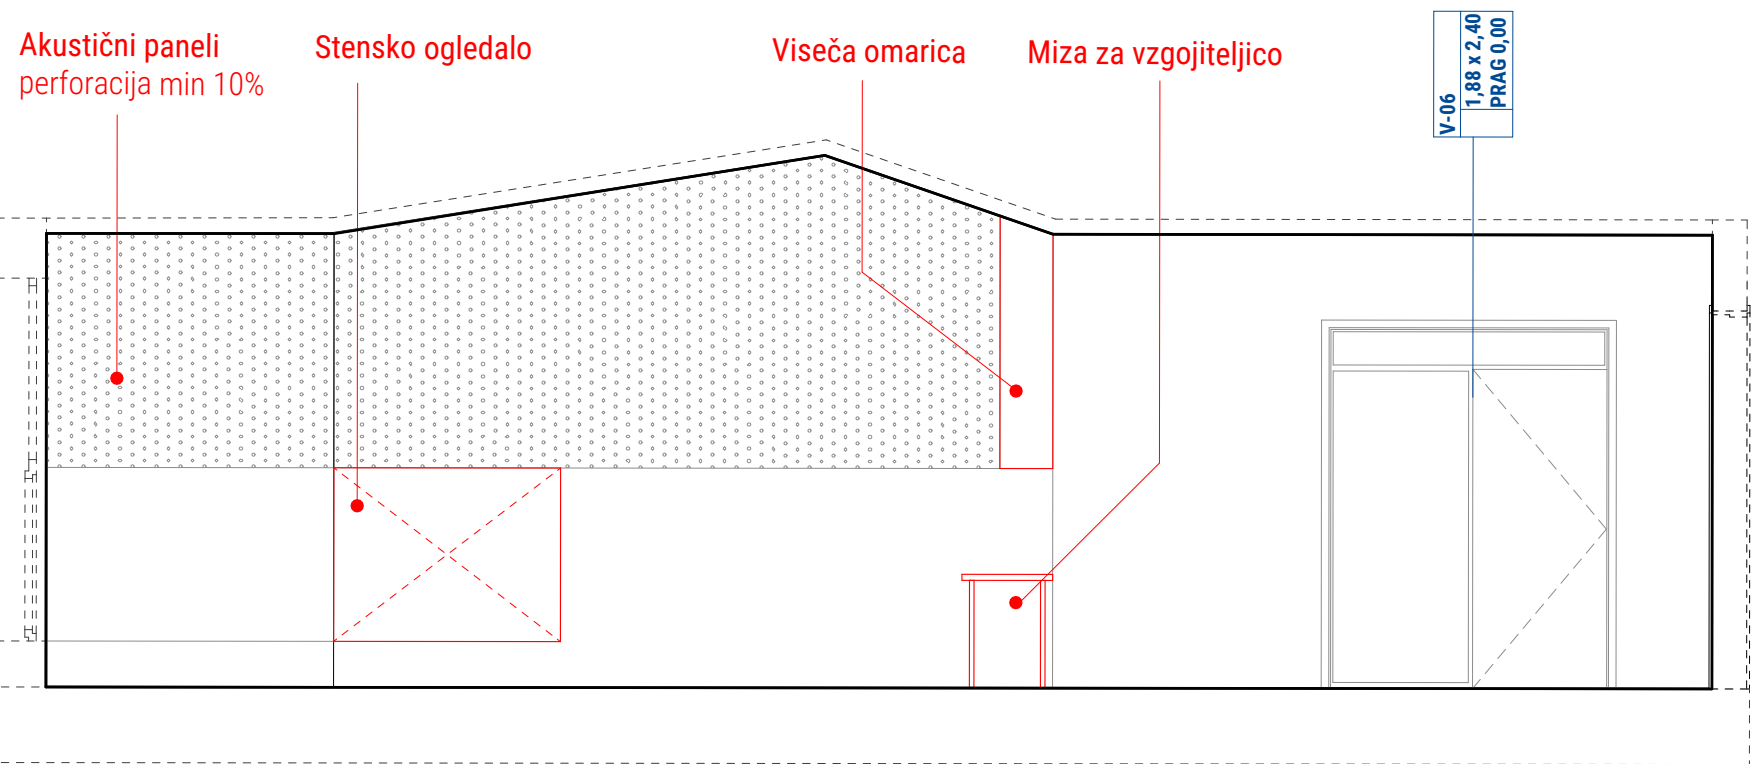 Akustični paneli
perforacija min 10%
Stensko ogledalo
Viseča omarica
Miza za vzgojiteljico
V-06
1,88 x 2,40
PRAG 0,00